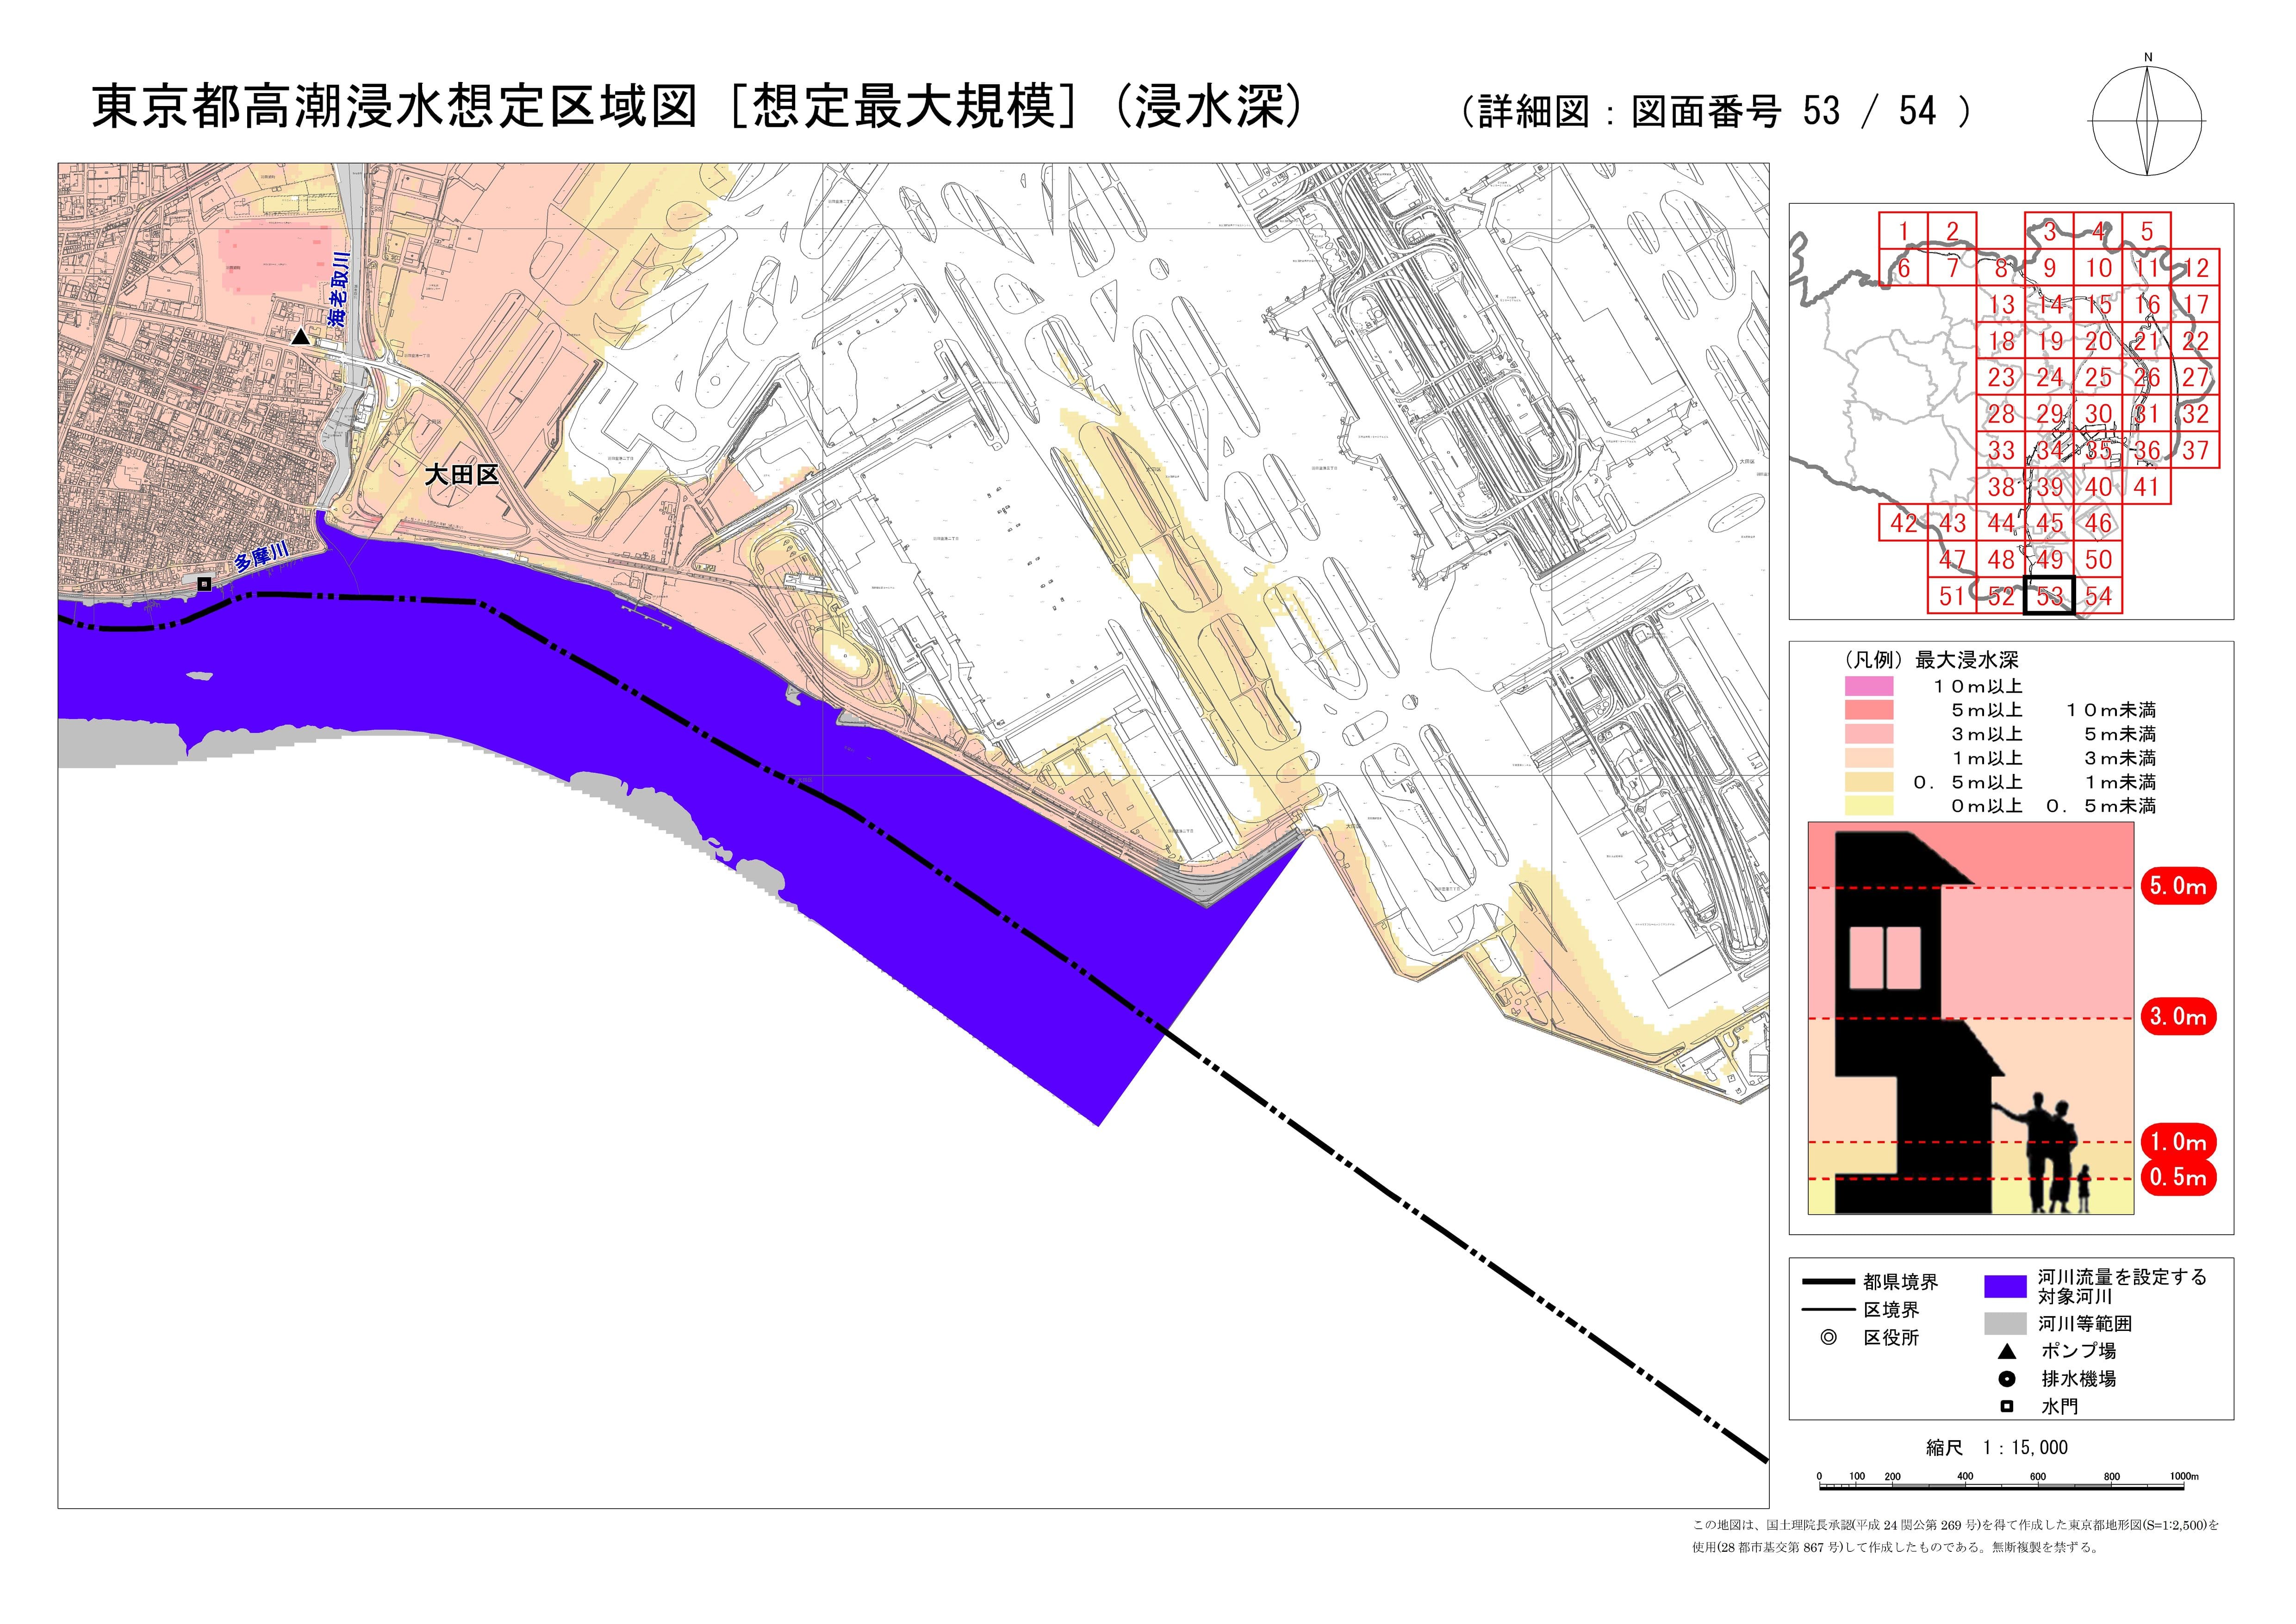 東京都高潮浸水想定区域図［想定最大規模］（浸水深）
（詳細図：図面番号 53 / 54 ）
N
海老取川
大田区
多摩川
1 2 3 4 5
6 7 8 9 10 11 12
13 14 15 16 17
18 19 20 21 22
23 24 25 26 27
28 29 30 31 32
33 34 35 36 37
38 39 40 41
42 43 44 45 46
47 48 49 50
51 52 53 54
（凡例）最大浸水深
１０ｍ以上
５ｍ以上 １０ｍ未満
３ｍ以上 ５ｍ未満
１ｍ以上 ３ｍ未満
０．５ｍ以上 １ｍ未満
０ｍ以上 ０．５ｍ未満
5.0m
3.0m
1.0m
0.5m
都県境界
区境界
区役所
河川流量を設定する
対象河川
河川等範囲
ポンプ場
排水機場
水門
縮尺 1：15,000
0 100 200 400 600 800 1000m
この地図は、国土理院長承認(平成 24 関公第 269 号)を得て作成した東京都地形図(S=1:2,500)を
使用(28 都市基交第 867 号)して作成したものである。無断複製を禁ずる。